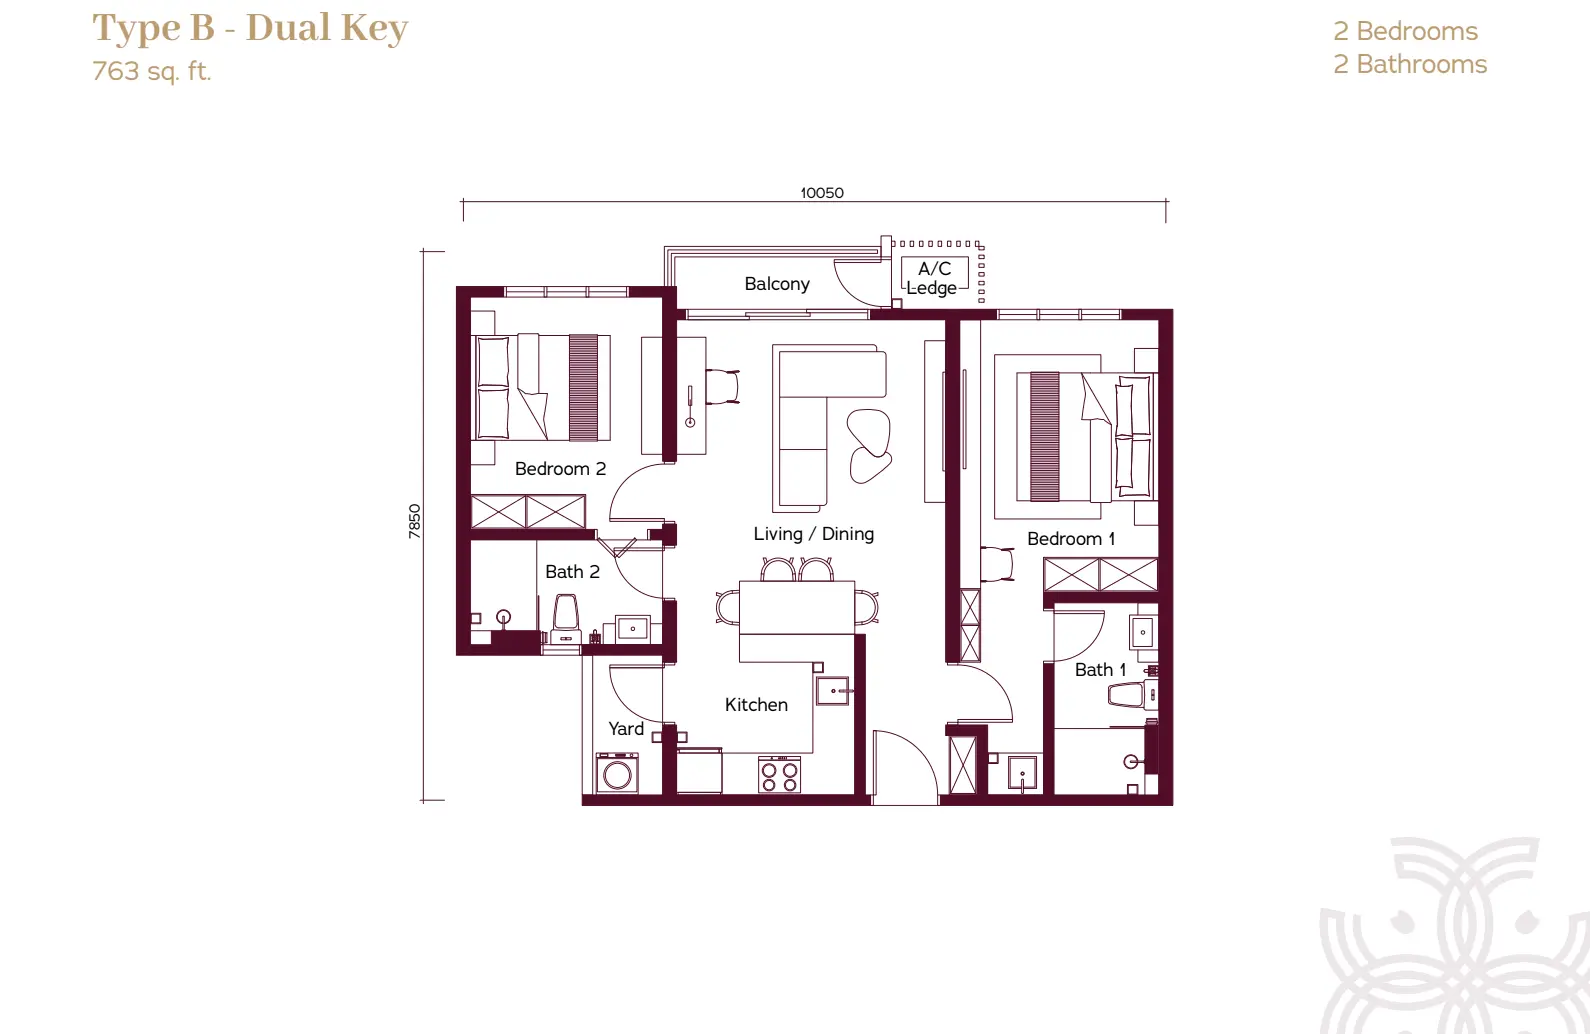 Type B - Dual Key
763 sq. ft.
2 Bedrooms
2 Bathrooms
10050
7850
Balcony
A/C
Ledge
Bedroom 2
Living / Dining
Bedroom 1
Bath 2
Bath 1
Kitchen
Yard